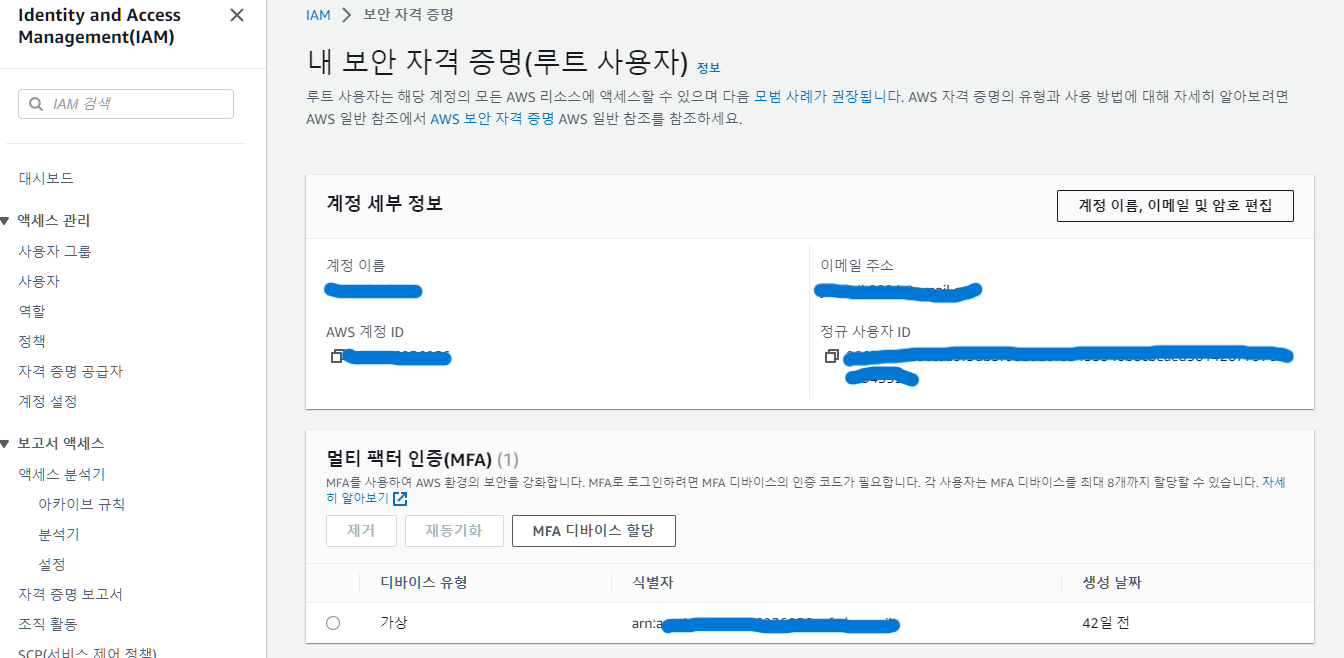 Identity and Access
Management(IAM)
IAM 검색
대시보드
액세스 관리
사용자 그룹
사용자
역할
정책
자격 증명 공급자
계정 설정
보고서 액세스
액세스 분석기
아카이브 규칙
분석기
설정
자격 증명 보고서
조직 활동
SCP(서비스 제어 정책)
IAM > 보안 자격 증명
내 보안 자격 증명(루트 사용자) 정보
루트 사용자는 해당 계정의 모든 AWS 리소스에 액세스할 수 있으며 다음 모범 사례가 권장됩니다. AWS 자격 증명의 유형과 사용 방법에 대해 자세히 알아보려면
AWS 일반 참조에서 AWS 보안 자격 증명 AWS 일반 참조를 참조하세요.
계정 세부 정보
계정 이름, 이메일 및 암호 편집
계정 이름
이메일 주소
AWS 계정 ID
정규 사용자 ID
멀티 팩터 인증(MFA) (1)
MFA를 사용하여 AWS 환경의 보안을 강화합니다. MFA로 로그인하려면 MFA 디바이스의 인증 코드가 필요합니다. 각 사용자는 MFA 디바이스를 최대 8개까지 할당할 수 있습니다. 자세
히 알아보기
제거
재동기화
MFA 디바이스 할당
디바이스 유형
식별자
생성 날짜
가상
arn:a
42일 전